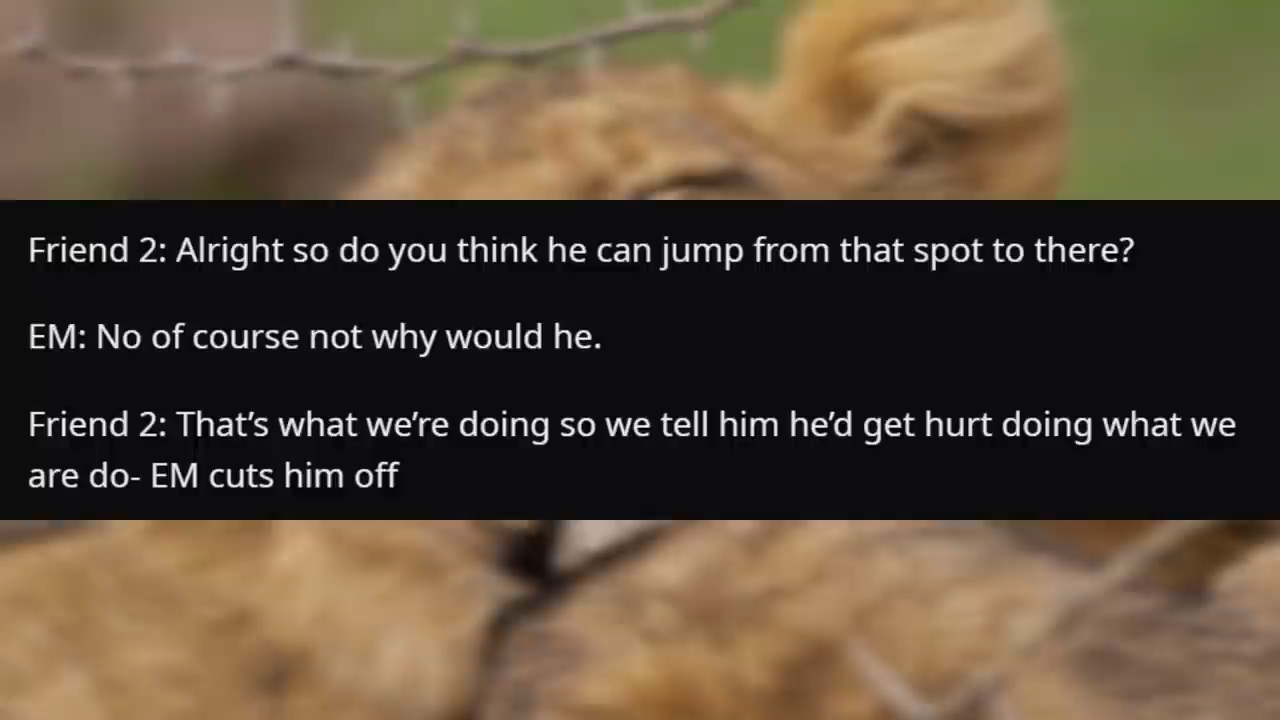 Friend 2: Alright so do you think he can jump from that spot to there?
EM: No of course not why would he.
Friend 2: That’s what we’re doing so we tell him he’d get hurt doing what we
are do- EM cuts him off